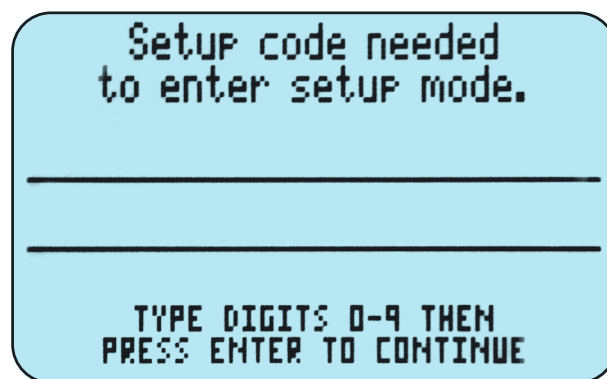 Setup code needed
to enter setup mode.
TYPE DIGITS 0-9 THEN
PRESS ENTER TO CONTINUE